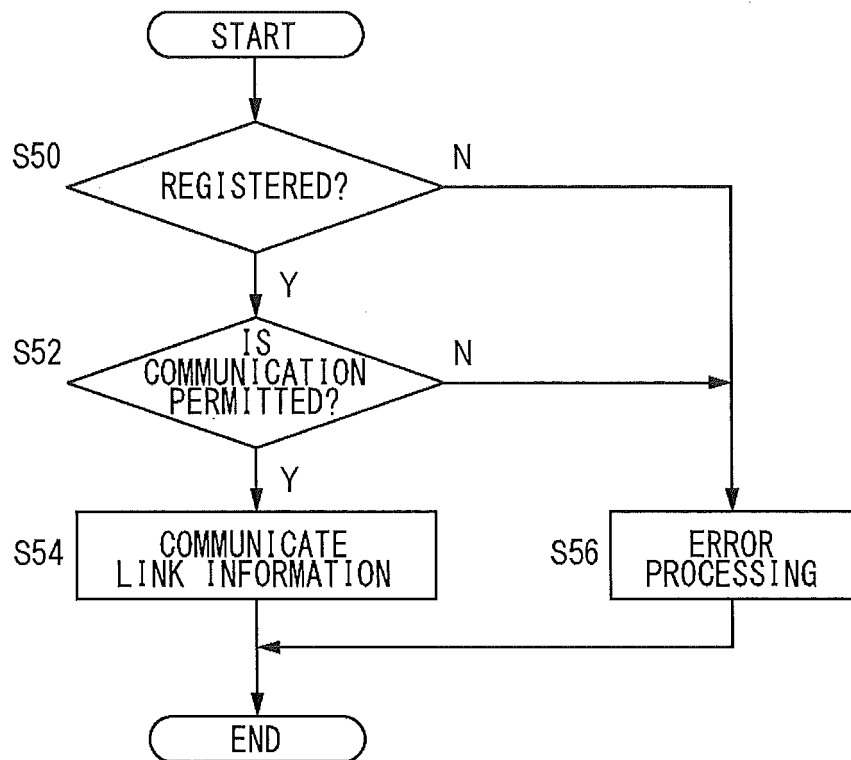 START
S50
REGISTERED?
N
Y
S52
IS
COMMUNICATION
PERMITTED?
N
Y
S54
COMMUNICATE
LINK INFORMATION
S56
ERROR
PROCESSING
END